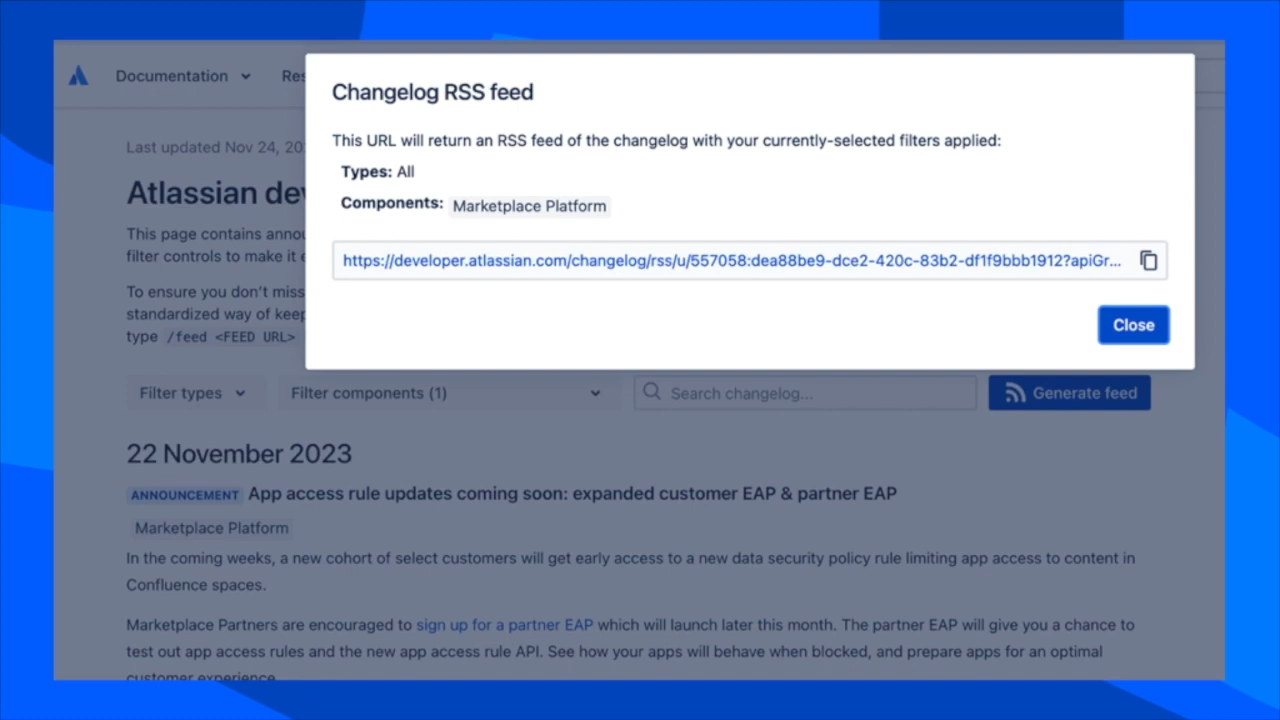 Documentation
Changelog RSS feed
This URL will return an RSS feed of the changelog with your currently-selected filters applied:
Types: All
Components: Marketplace Platform
https://developer.atlassian.com/changelog/rss/u/557058:dea88be9-dce2-420c-83b2-df1f9bbb1912?apiGr...
Close
Last updated Nov 24, 20
Atlassian dev
This page contains annou
filter controls to make it e
To ensure you don't miss
standardized way of keep
type /feed <FEED URL>
Filter types
Filter components (1)
Search changelog...
Generate feed
22 November 2023
ANNOUNCEMENT App access rule updates coming soon: expanded customer EAP & partner EAP
Marketplace Platform
In the coming weeks, a new cohort of select customers will get early access to a new data security policy rule limiting app access to content in
Confluence spaces.
Marketplace Partners are encouraged to sign up for a partner EAP which will launch later this month. The partner EAP will give you a chance to
test out app access rules and the new app access rule API. See how your apps will behave when blocked, and prepare apps for an optimal
customer experience.